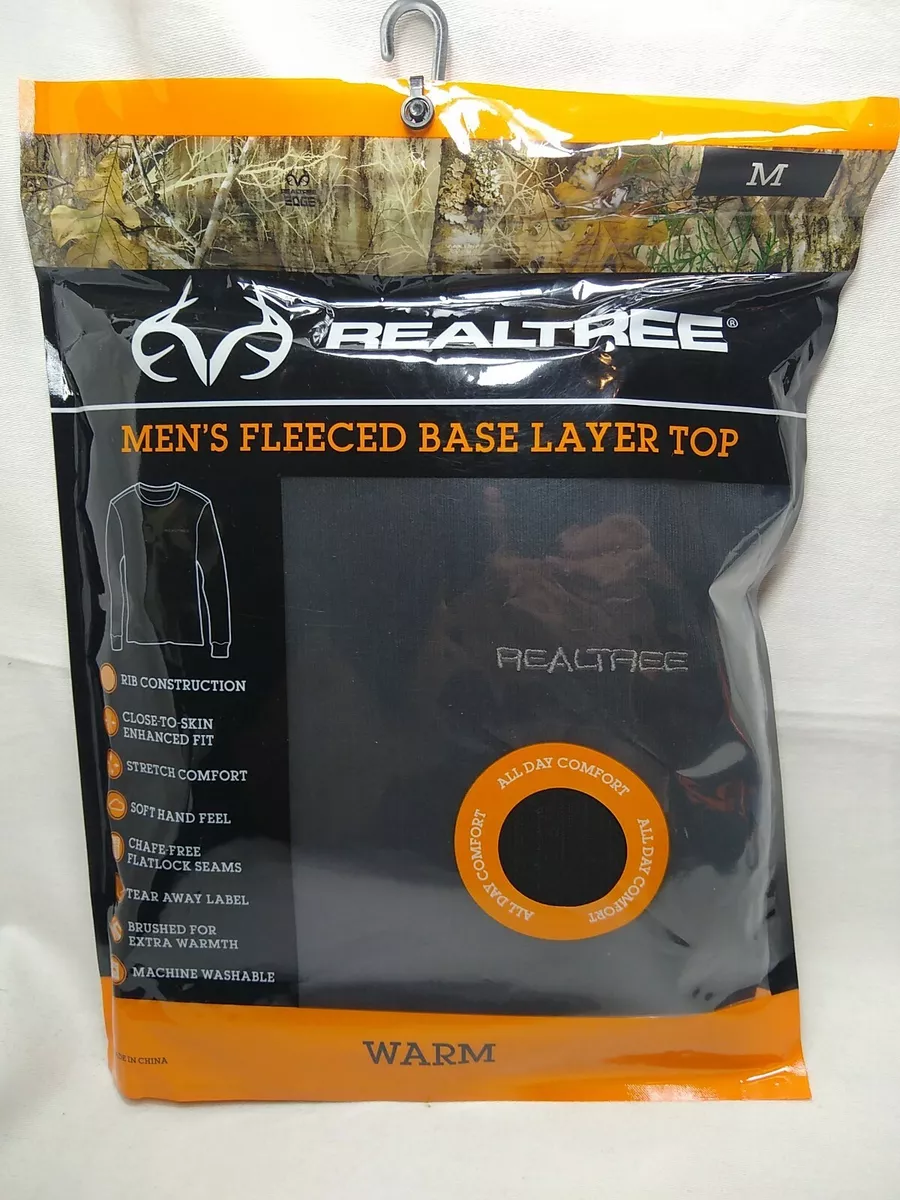 M
REALTREE
EDGE
REALTREE®
MEN'S FLEECED BASE LAYER TOP
REALTREE
RIB CONSTRUCTION
CLOSE-TO-SKIN
ENHANCED FIT
STRETCH COMFORT
SOFT HAND FEEL
CHAFE-FREE
FLATLOCK SEAMS
TEAR AWAY LABEL
BRUSHED FOR
EXTRA WARMTH
MACHINE WASHABLE
ALL DAY COMFORT
ALL DAY COMFORT
ALL DAY COMFORT
WARM
IN CHINA